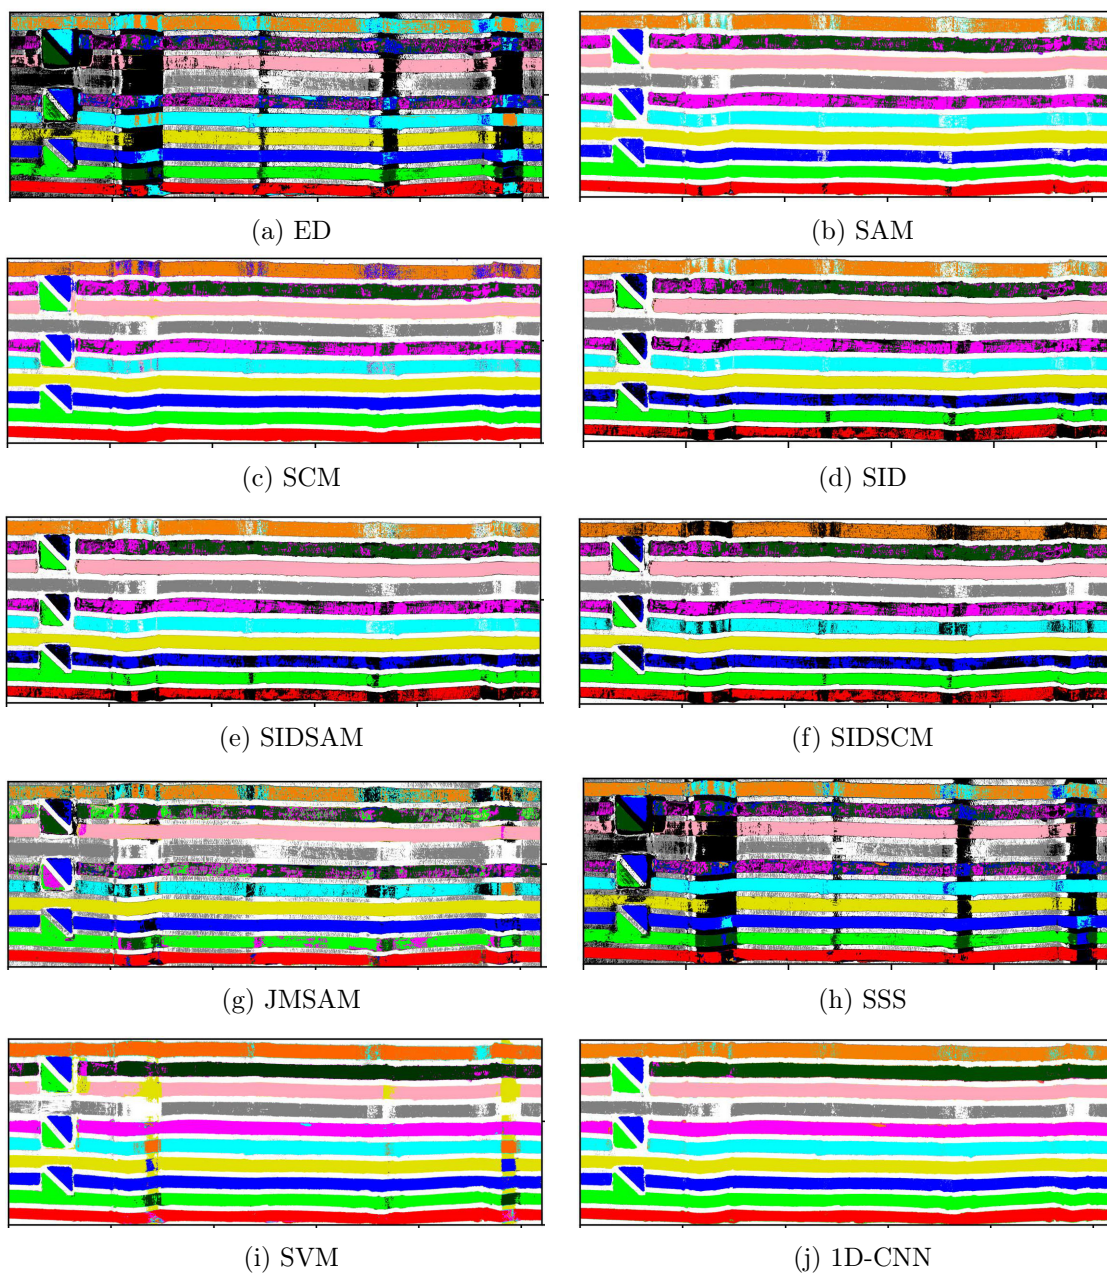 (a) ED
(b) SAM
(c) SCM
(d) SID
(e) SIDSAM
(f) SIDSCM
(g) JMSAM
(h) SSS
(i) SVM
(j) 1D-CNN